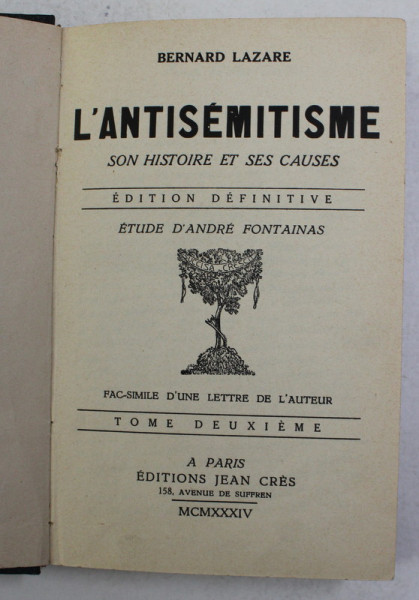 BERNARD LAZARE
L'ANTISÉMITISME
SON HISTOIRE ET SES CAUSES
ÉDITION DÉFINITIVE
ÉTUDE D'ANDRÉ FONTAINAS
FAC-SIMILE D'UNE LETTRE DE L'AUTEUR
TOME DEUXIÈME
A PARIS
ÉDITIONS JEAN CRÈS
158, AVENUE DE SUFFREN
MCMXXXIV